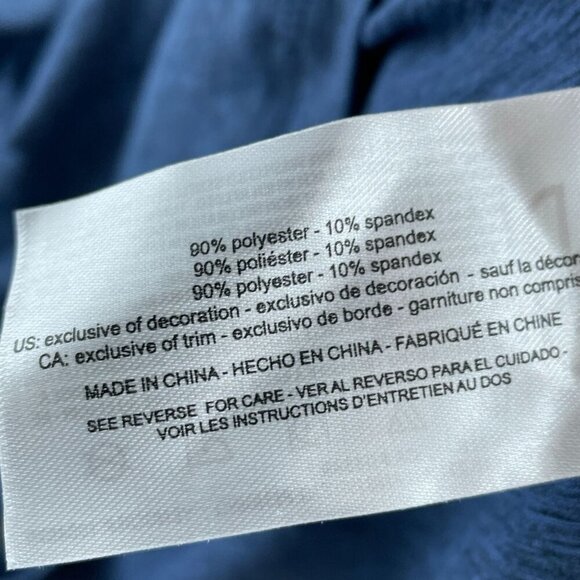 90% polyester - 10% spandex
90% poliéster - 10% spandex
90% polyester - 10% spandex
US: exclusive of decoration - exclusivo de decoración - sauf la décor
CA: exclusive of trim - exclusivo de borde - garniture non compris
MADE IN CHINA - HECHO EN CHINA - FABRIQUÉ EN CHINE
SEE REVERSE FOR CARE - VER AL REVERSO PARA EL CUIDADO -
VOIR LES INSTRUCTIONS D'ENTRETIEN AU DOS